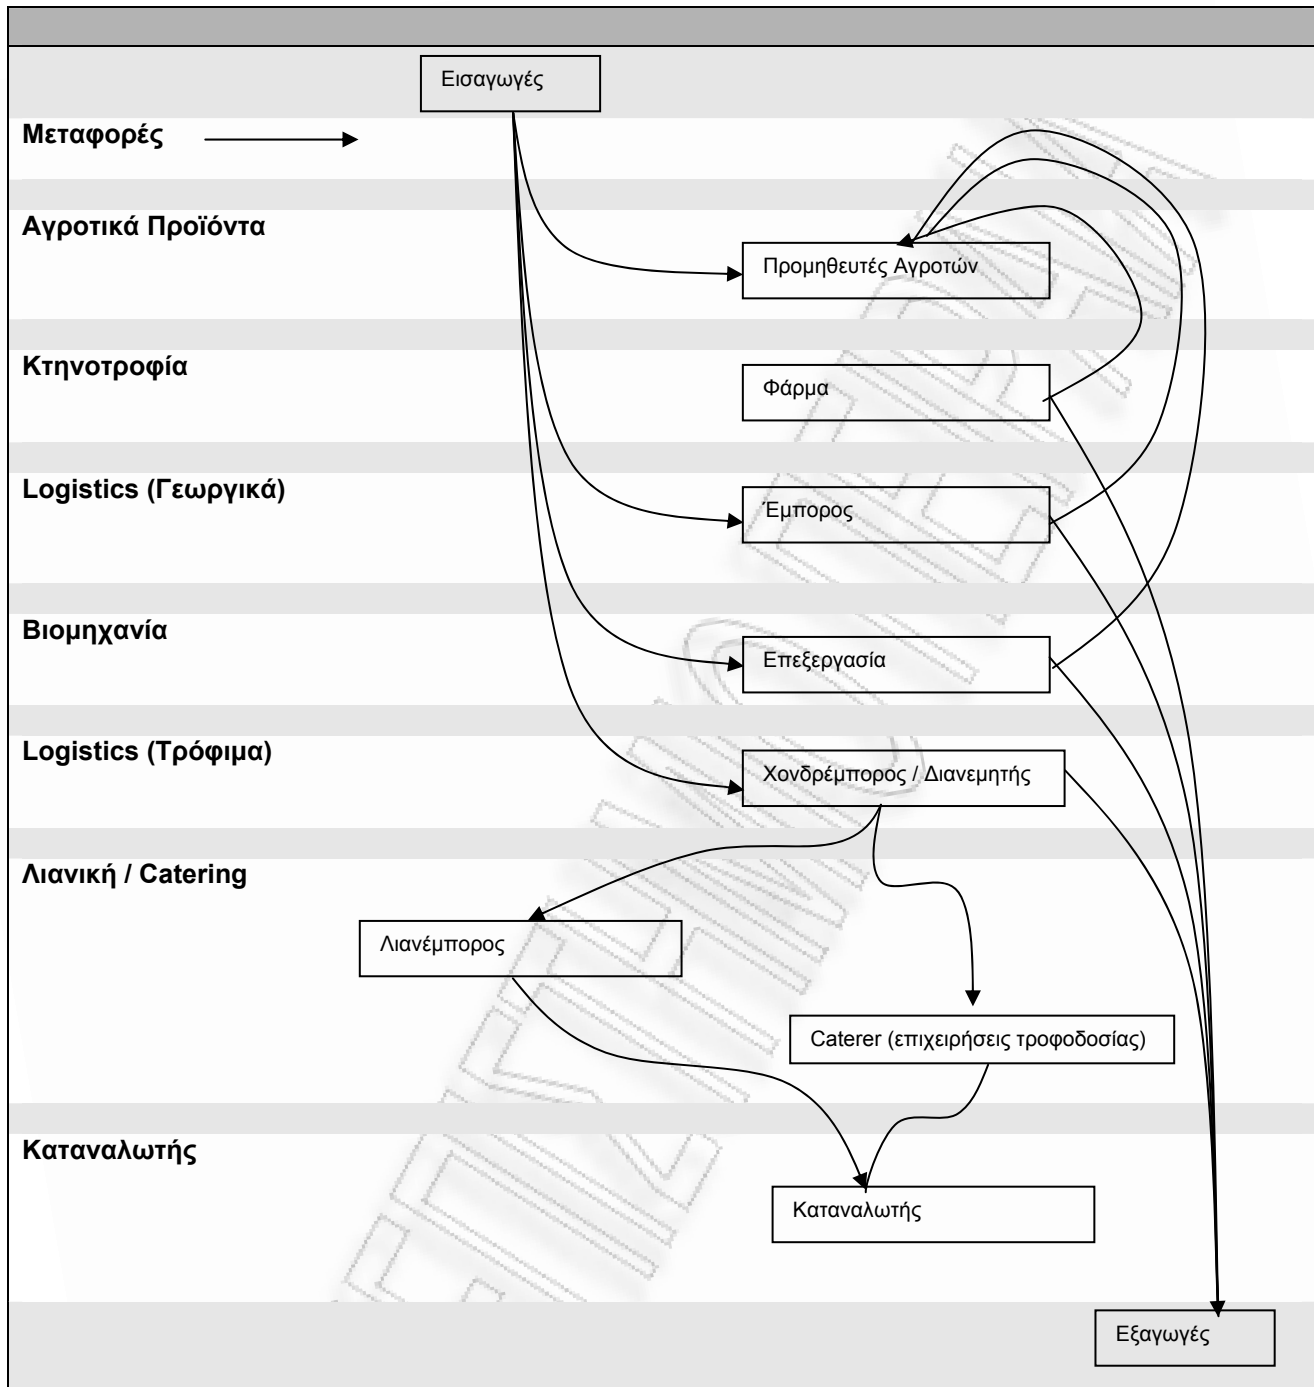 Εισαγωγές
Μεταφορές
Αγροτικά Προϊόντα
Προμηθευτές Αγροτών
Κτηνοτροφία
Φάρμα
Logistics (Γεωργικά)
Έμπορος
Βιομηχανία
Επεξεργασία
Logistics (Τρόφιμα)
Χονδρέμπορος / Διανεμητής
Λιανική / Catering
Λιανέμπορος
Caterer (επιχειρήσεις τροφοδοσίας)
Καταναλωτής
Καταναλωτής
Εξαγωγές